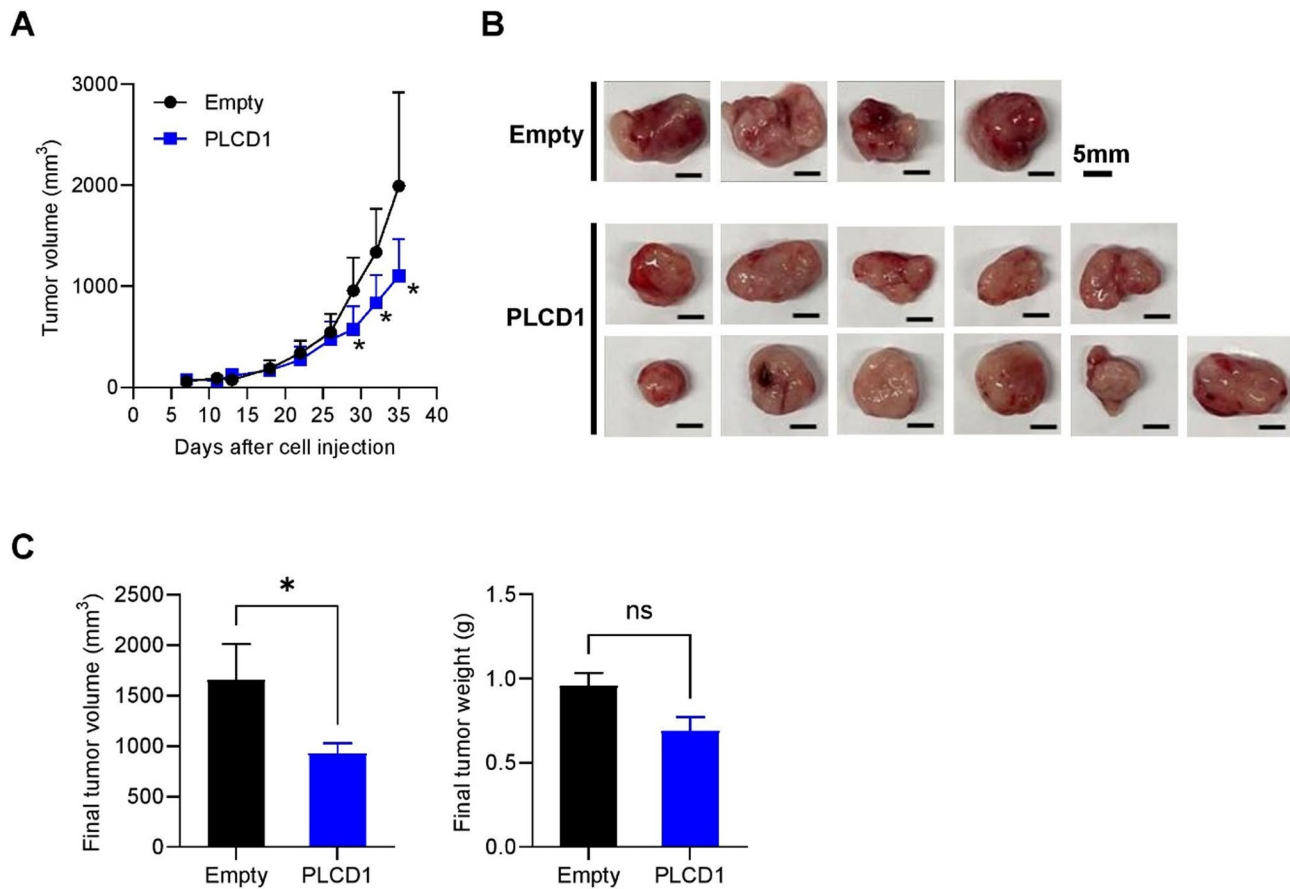 A
Tumor volume (mm³)
3000
2000
1000
0
Empty
PLCD1
*
*
*
0 5 10 15 20 25 30 35 40
Days after cell injection
B
Empty
5mm
PLCD1
C
Final tumor volume (mm³)
2500
2000
1500
1000
500
0
*
Empty PLCD1
Final tumor weight (g)
1.5
1.0
0.5
0.0
ns
Empty PLCD1